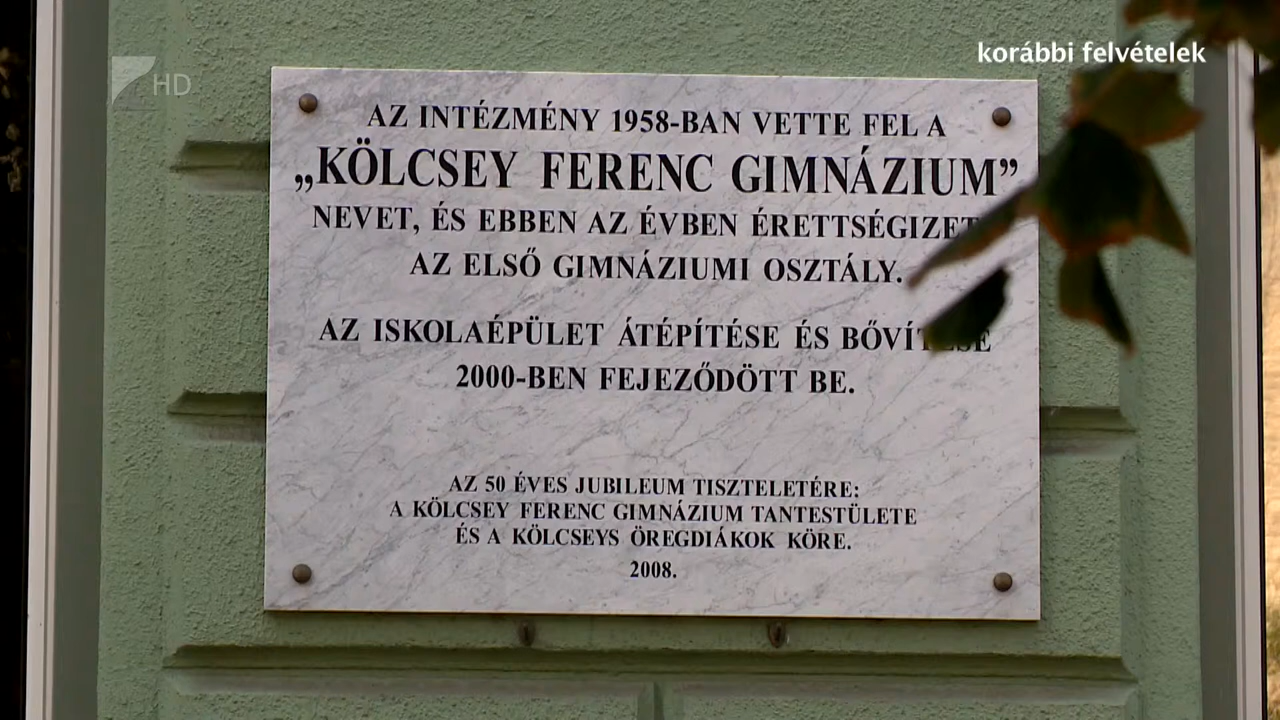 korábbi felvételek
7 HD
AZ INTÉZMÉNY 1958-BAN VETTE FEL A
„KÖLCSEY FERENC GIMNÁZIUM”
NEVET, ÉS EBBEN AZ ÉVBEN
AZ ELSŐ GIMNÁZIUMI OSZTÁLY.
AZ ISKOLAÉPÜLET ÁTÉPÍTÉSE ÉS
2000-BEN FEJEZŐDÖTT BE.
AZ 50 ÉVES JUBILEUM TISZTELETÉRE:
A KÖLCSEY FERENC GIMNÁZIUM TANTESTÜLETE
ÉS A KÖLCSEYS ÖREGDIÁKOK KÖRE.
2008.